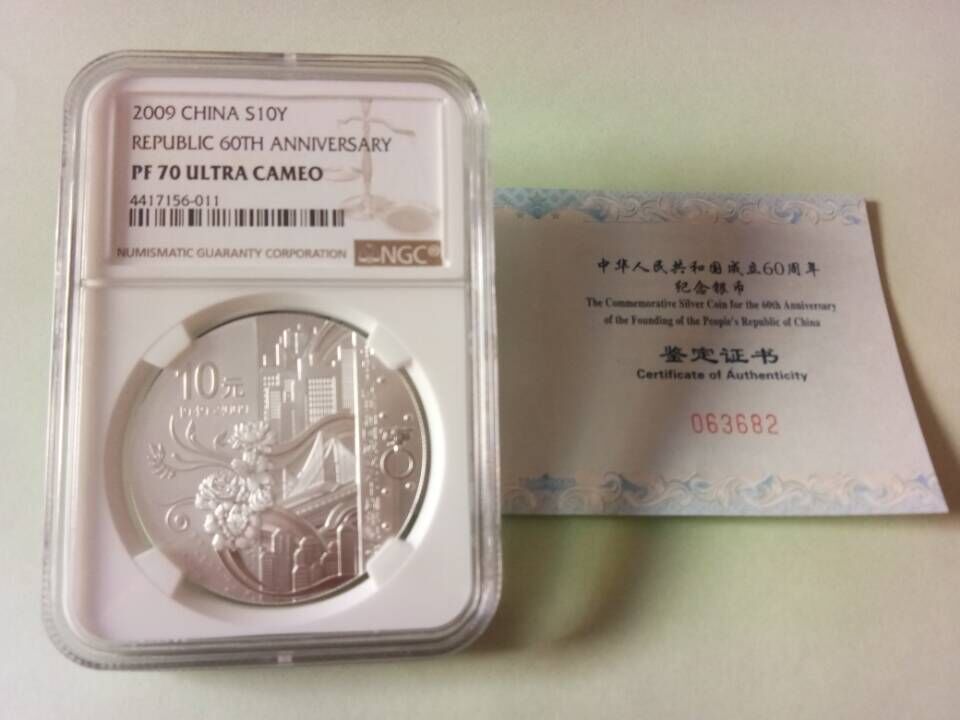 2009 CHINA S10Y
REPUBLIC 60TH ANNIVERSARY
PF 70 ULTRA CAMEO
4417156-011
NUMISMATIC GUARANTY CORPORATION
NGC®
10元
1949-2009
60
中华人民共和国成立60周年
纪念银币
The Commemorative Silver Coin for the 60th Anniversary
of the Founding of the People's Republic of China
鉴定证书
Certificate of Authenticity
063682